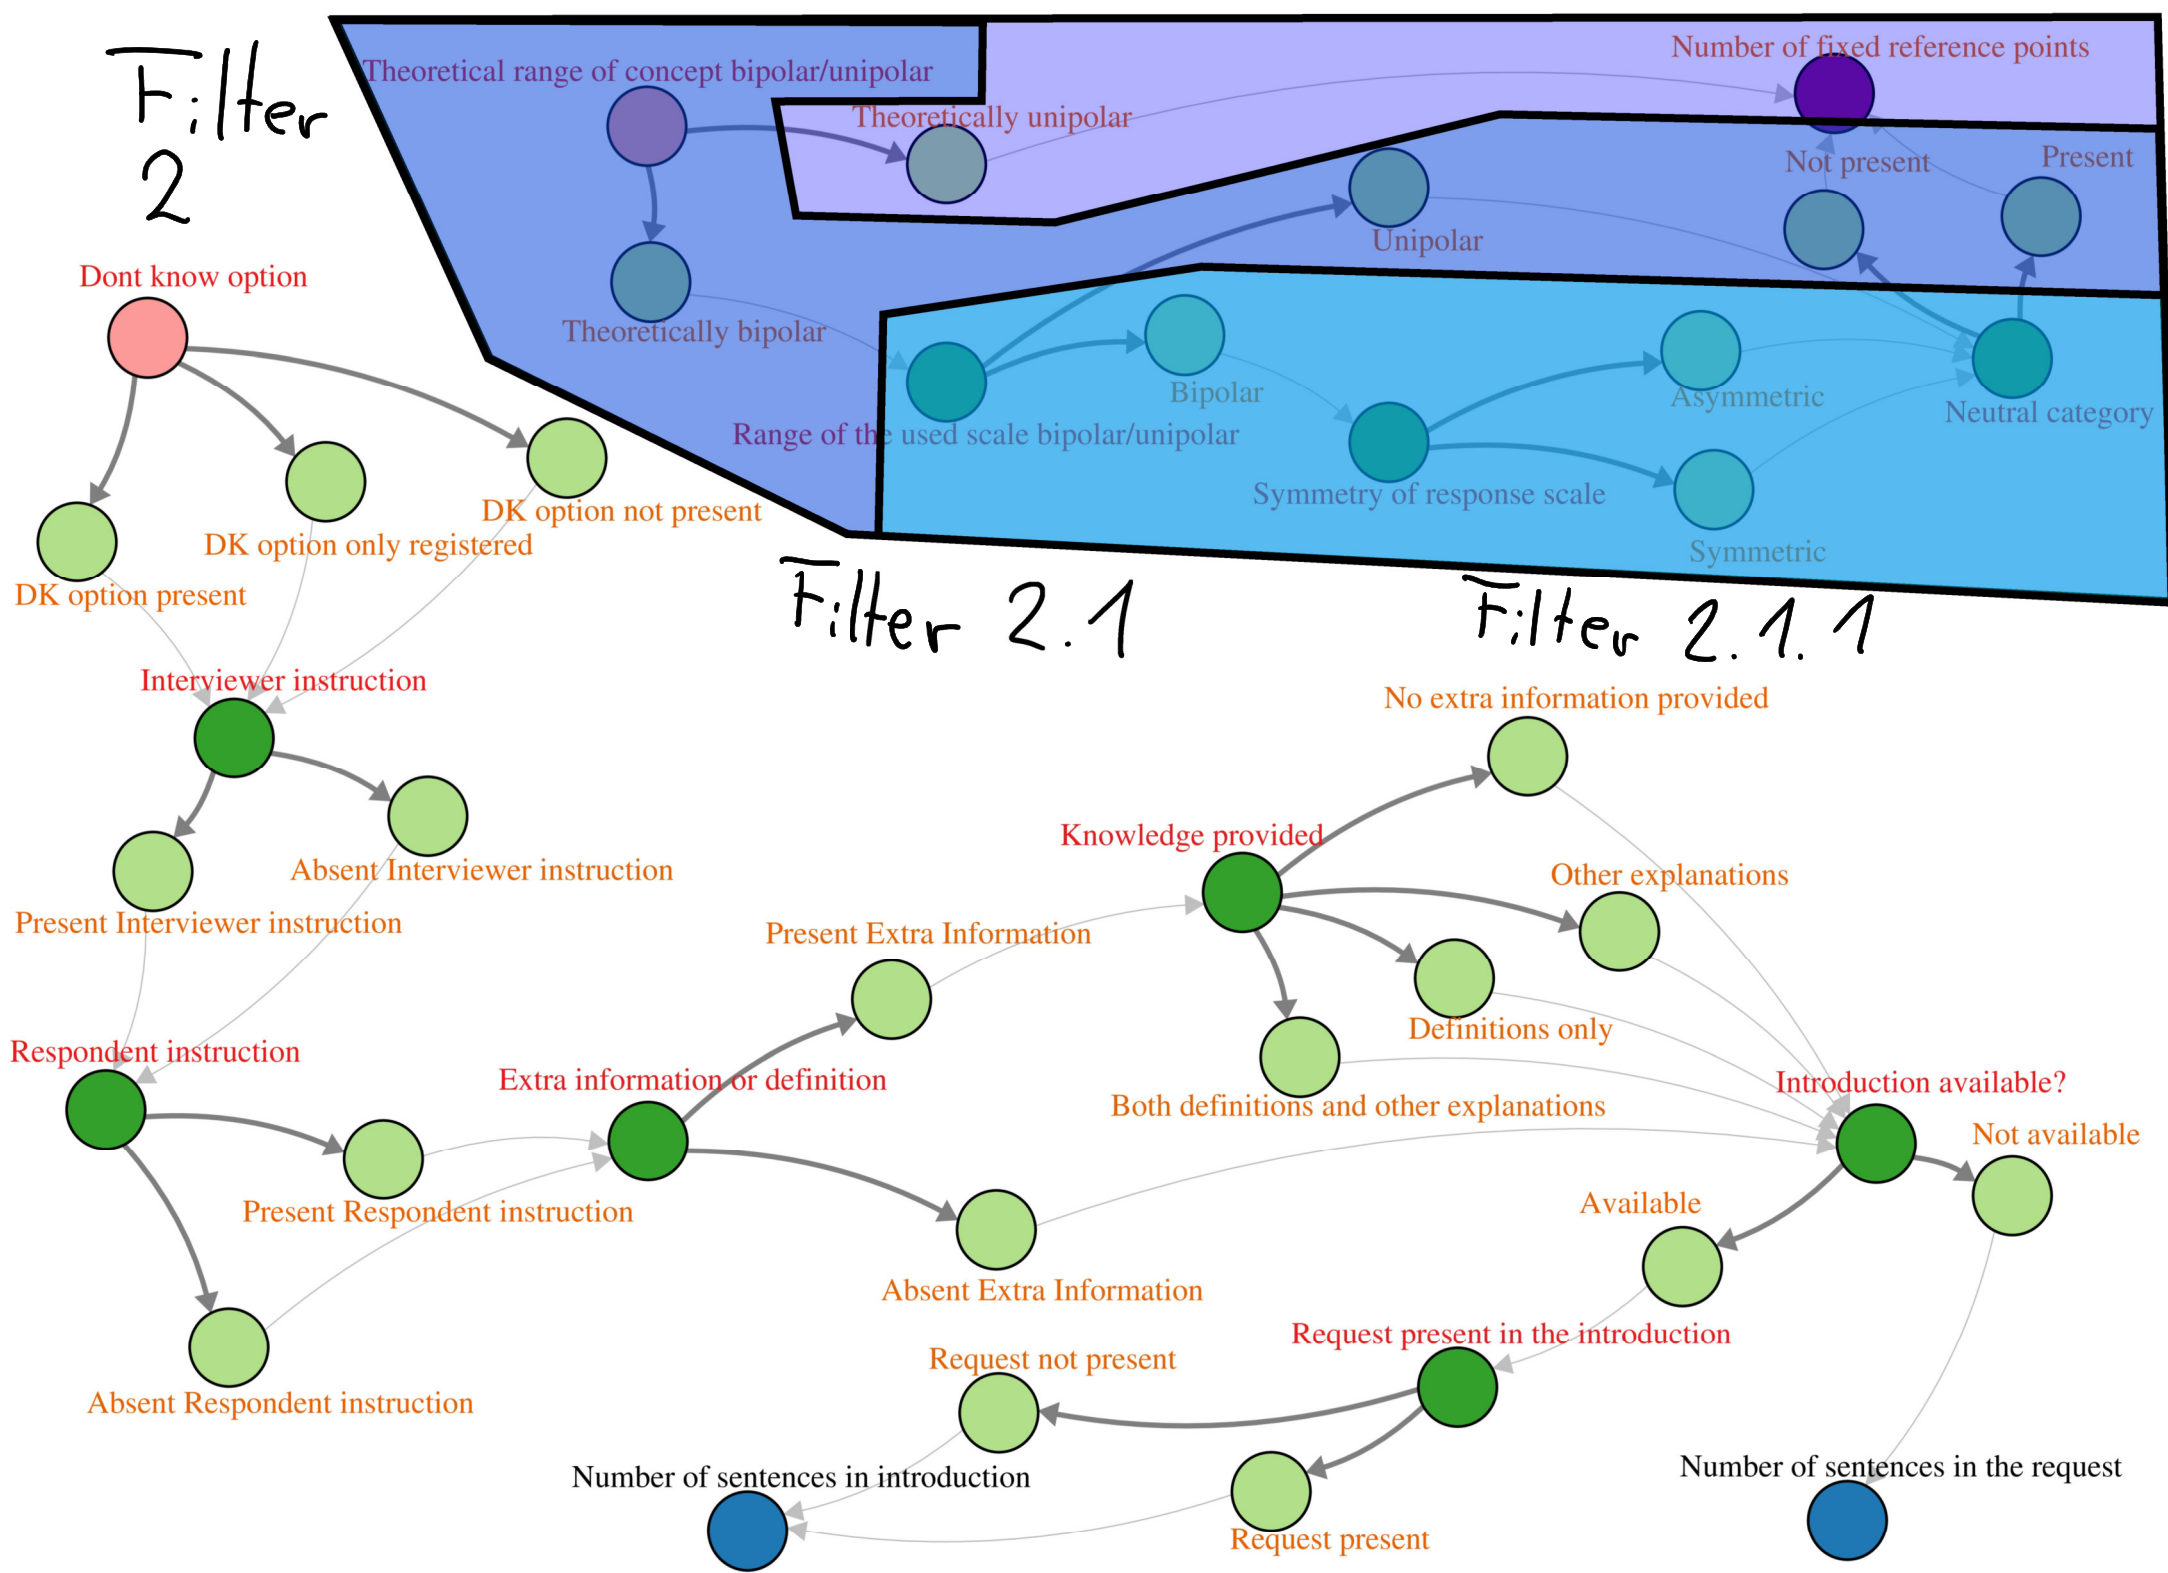 Filter
2
Theoretical range of concept bipolar/unipolar
Number of fixed reference points
Theoretically unipolar
Not present
Present
Unipolar
Theoretically bipolar
Bipolar
Asymmetric
Neutral category
Range of the used scale bipolar/unipolar
Symmetry of response scale
Symmetric
Filter 2.1
Filter 2.1.1
Dont know option
DK option not present
DK option only registered
DK option present
Interviewer instruction
Absent Interviewer instruction
Present Interviewer instruction
No extra information provided
Knowledge provided
Other explanations
Present Extra Information
Definitions only
Both definitions and other explanations
Respondent instruction
Extra information or definition
Introduction available?
Not available
Available
Present Respondent instruction
Absent Extra Information
Absent Respondent instruction
Request present in the introduction
Request not present
Number of sentences in introduction
Number of sentences in the request
Request present